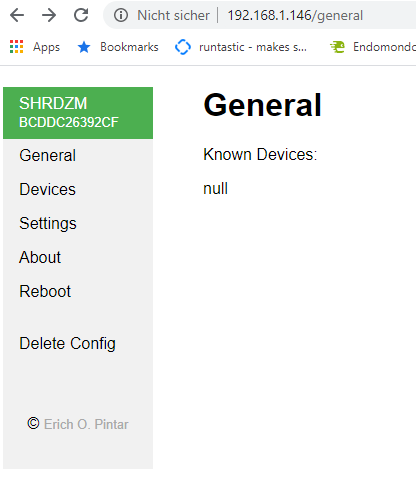 Nicht sicher | 192.168.1.146/general
Apps Bookmarks runtastic - makes s... Endomondo
SHRDZM
BCDDC26392CF
General
Devices
Settings
About
Reboot
Delete Config
© Erich O. Pintar
General
Known Devices:
null